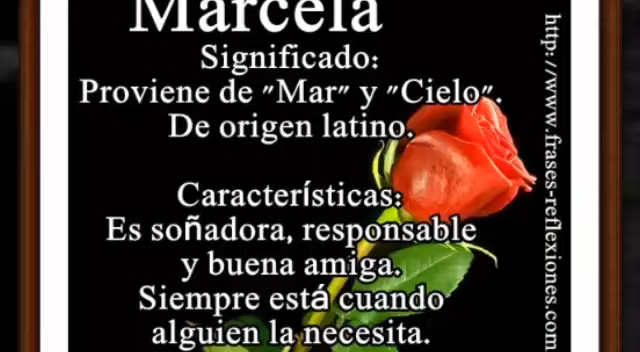 Marcela
Significado:
Proviene de "Mar" y "Cielo".
De origen latino.
Características:
Es soñadora, responsable
y buena amiga.
Siempre está cuando
alguien la necesita.
http://www.frases-reflexiones.com